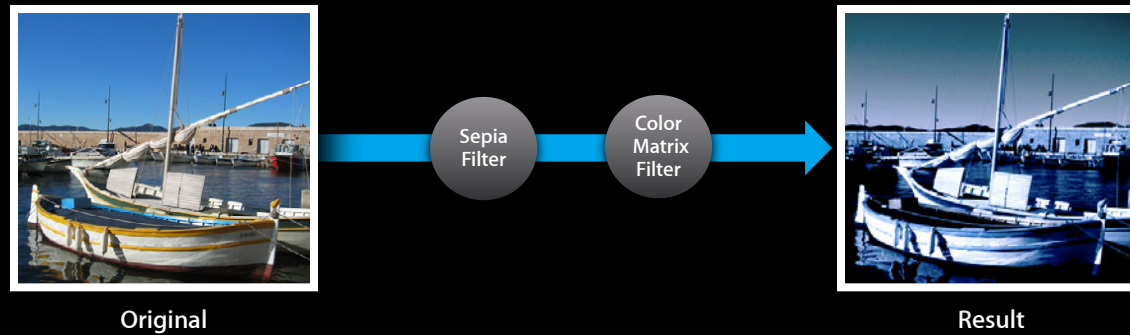 Sepia
Filter
Color
Matrix
Filter
Original
Result